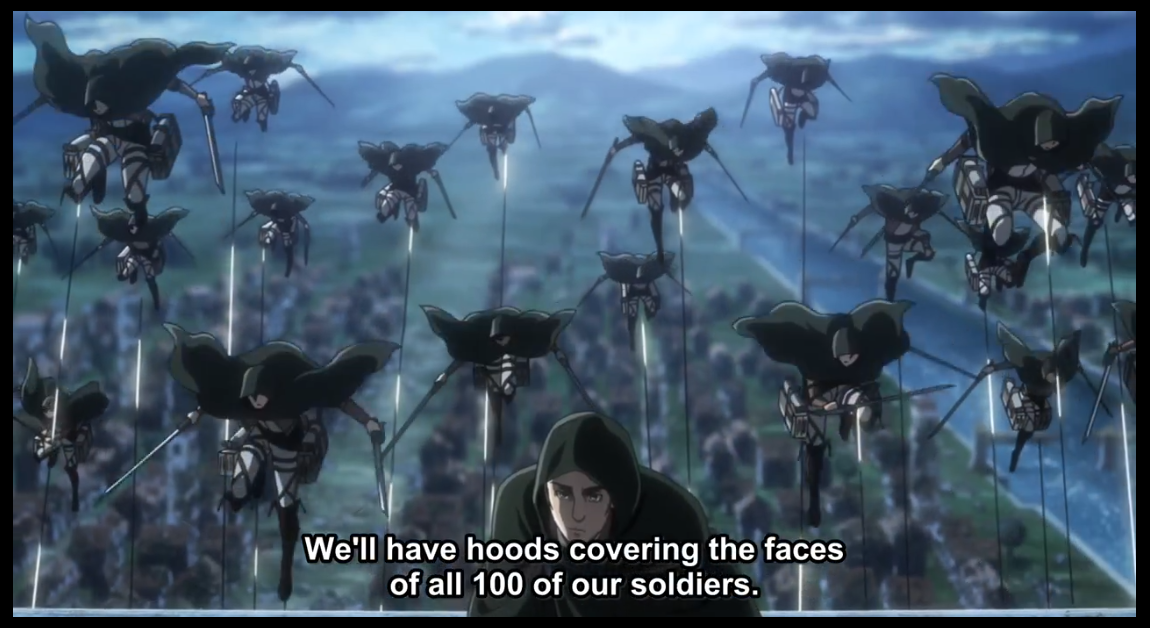 We'll have hoods covering the faces
of all 100 of our soldiers.